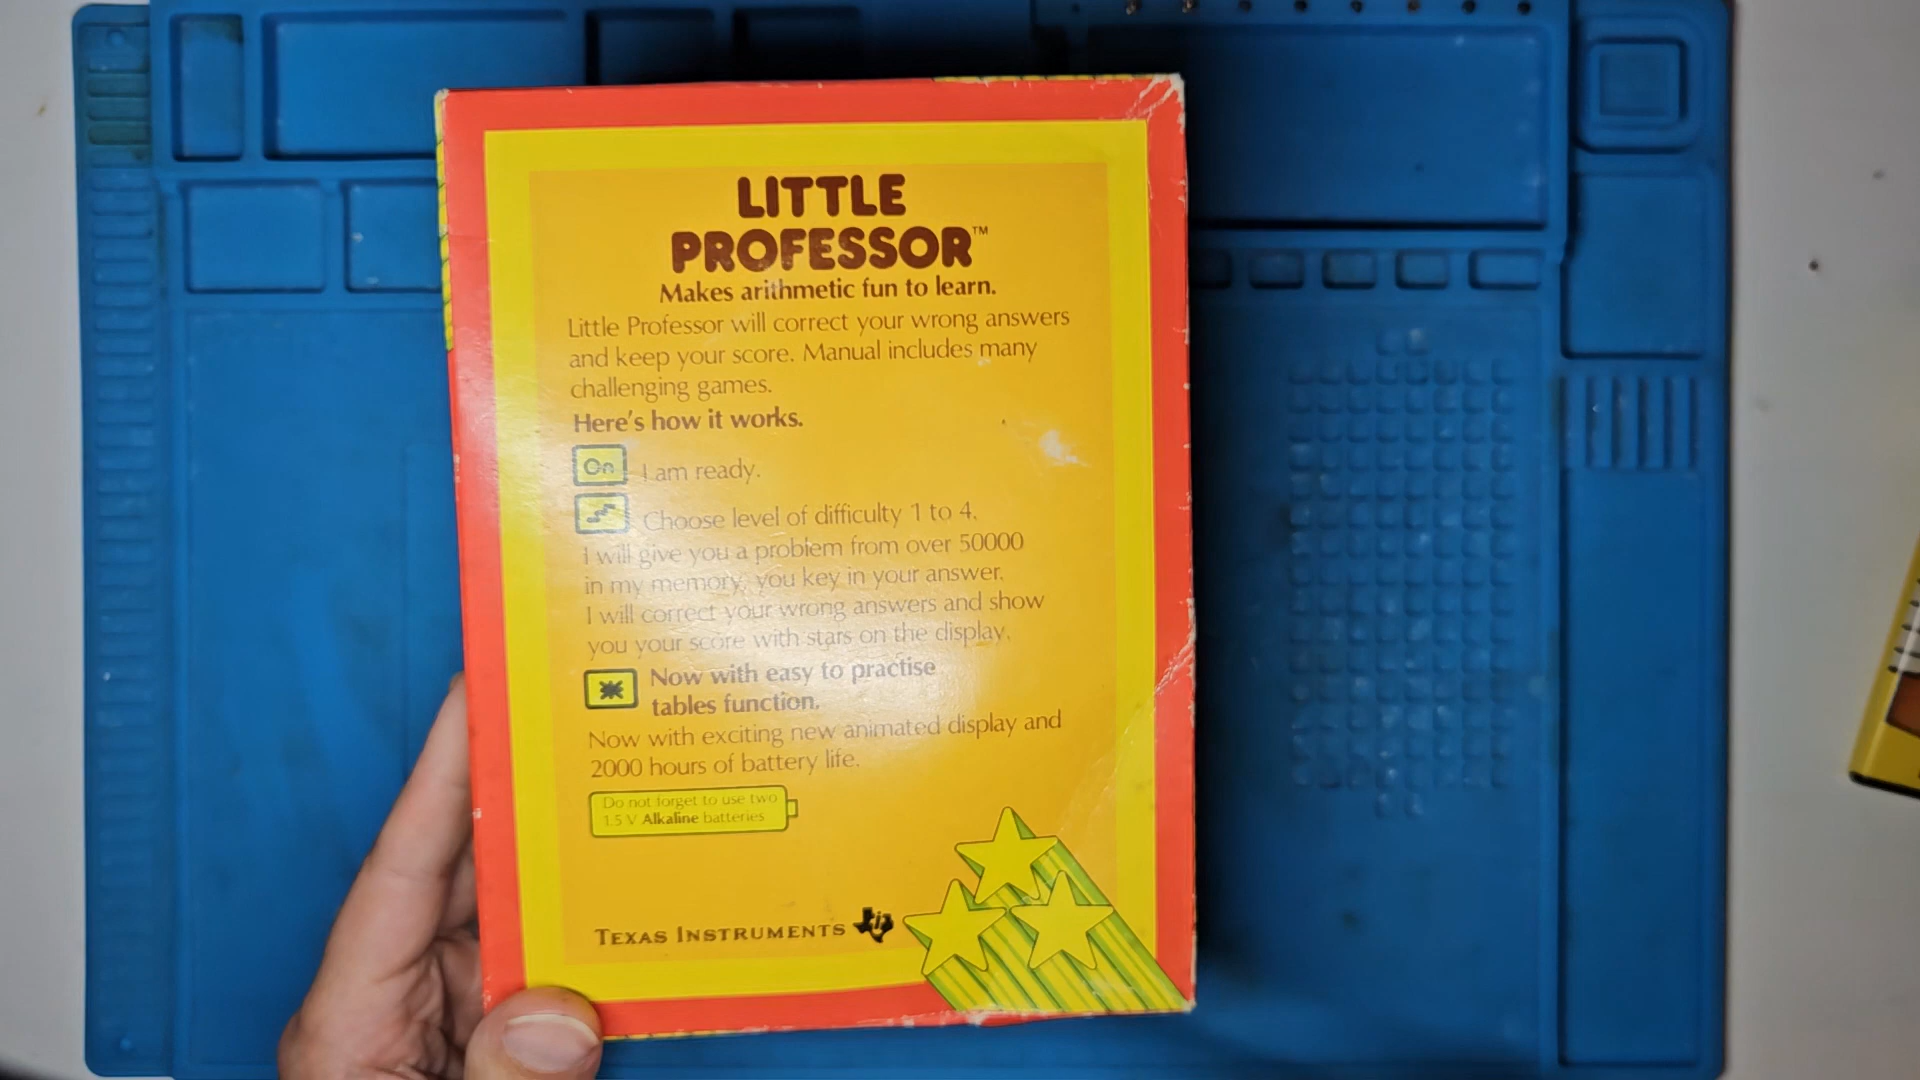 LITTLE
PROFESSOR™
Makes arithmetic fun to learn.
Little Professor will correct your wrong answers
and keep your score. Manual includes many
challenging games.
Here's how it works.
On I am ready.
Choose level of difficulty 1 to 4.
I will give you a problem from over 50000
in my memory, you key in your answer.
I will correct your wrong answers and show
you your score with stars on the display.
Now with easy to practise
tables function.
Now with exciting new animated display and
2000 hours of battery life.
Do not forget to use two
1.5 V Alkaline batteries
TEXAS INSTRUMENTS